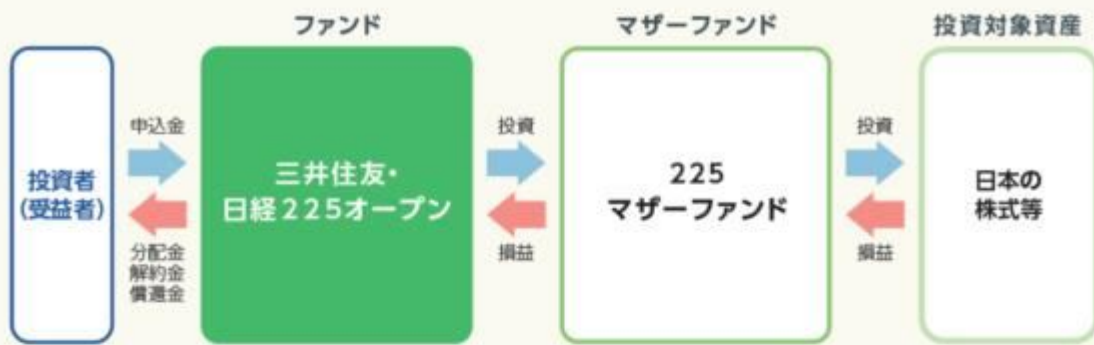 ファンド
マザーファンド
投資対象資産
投資者
(受益者)
申込金
分配金
解約金
償還金
三井住友・
日経225オープン
投資
損益
225
マザーファンド
投資
損益
日本の
株式等